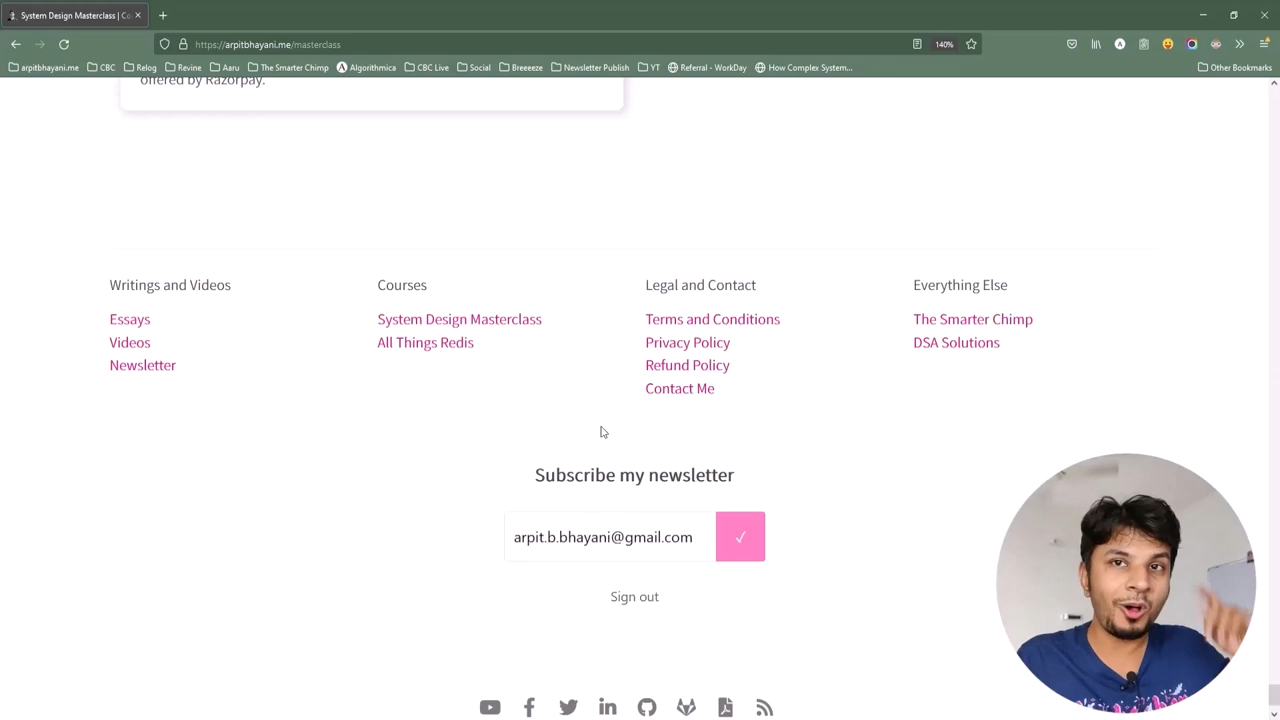 System Design Masterclass | Co
https://arpitbhayani.me/masterclass
140%
arpitbhayani.me CBC Relog Revine Aaru The Smarter Chimp Algorithmica CBC Live Social Breeeeze Newsletter Publish YT Referral - WorkDay How Complex System... Other Bookmarks
offered by Razorpay.
Writings and Videos Courses Legal and Contact Everything Else
Essays System Design Masterclass Terms and Conditions The Smarter Chimp
Videos All Things Redis Privacy Policy DSA Solutions
Newsletter Refund Policy
Contact Me
Subscribe my newsletter
arpit.b.bhayani@gmail.com
Sign out